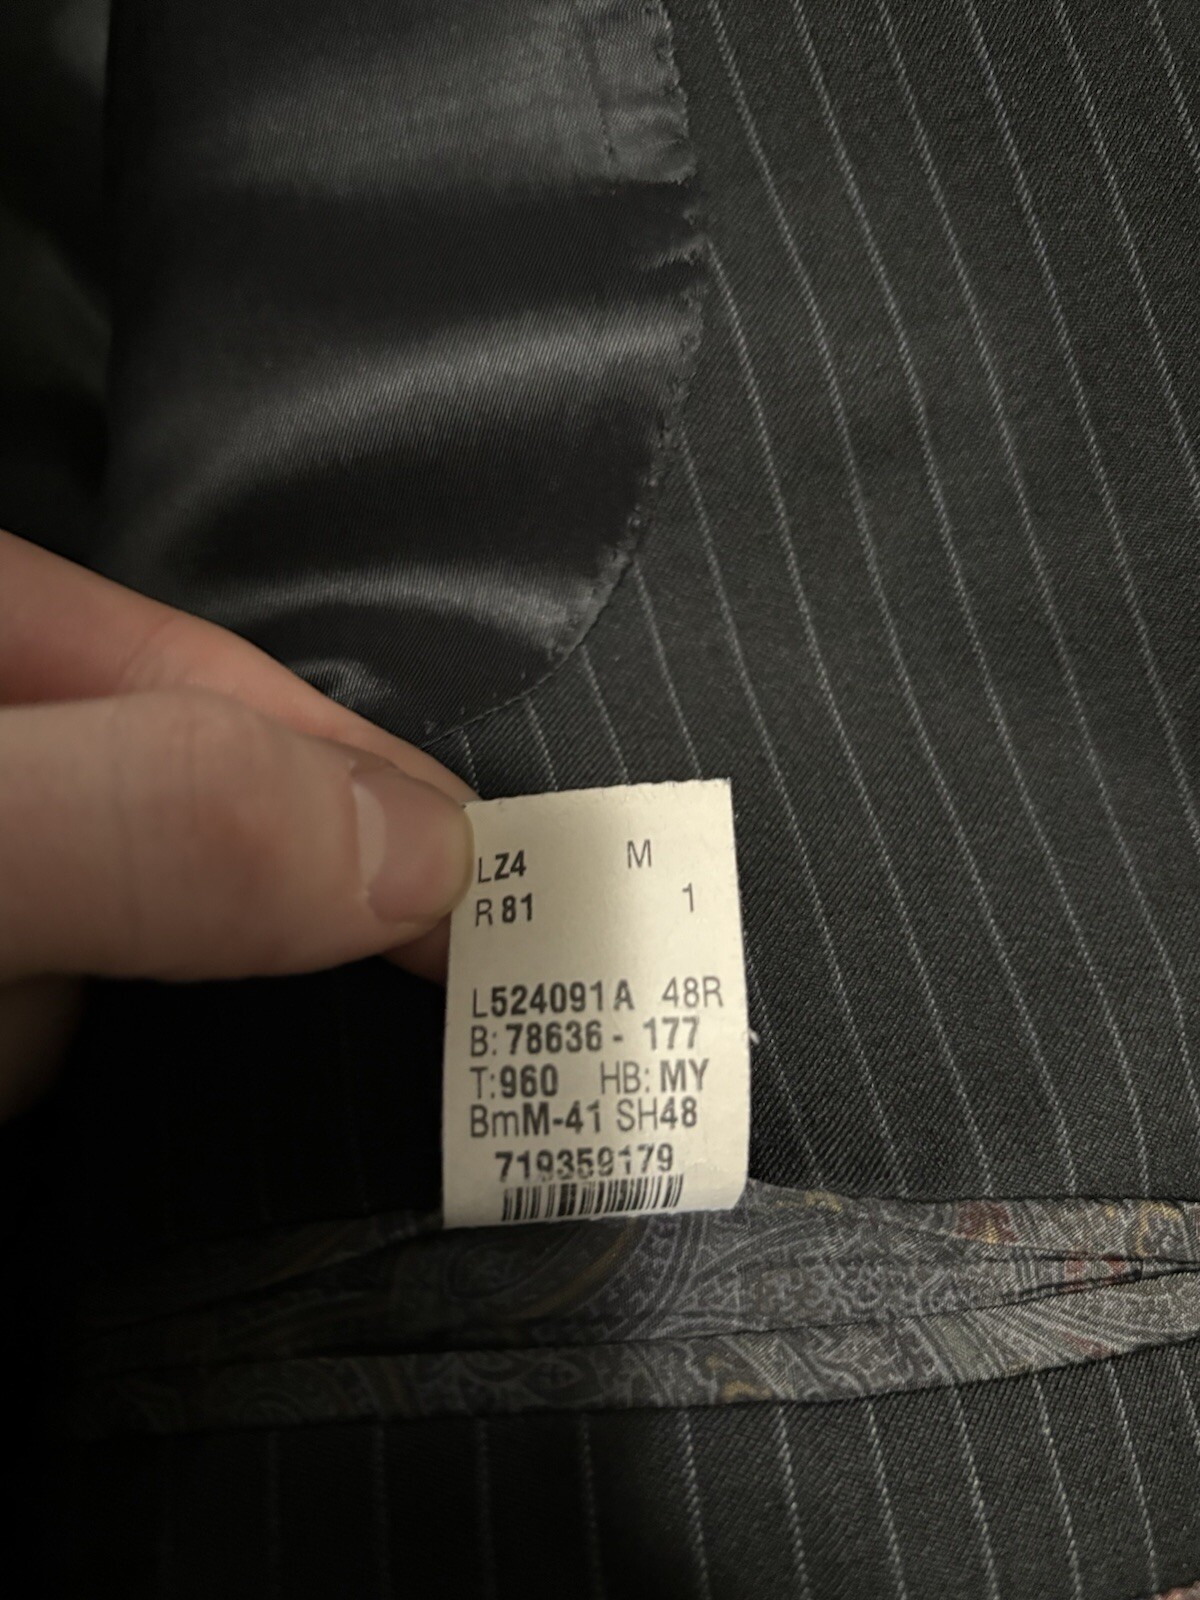 LZ4 M
R 81 1
L524091A 48R
B: 78636 - 177
T:960 HB: MY
BmM-41 SH48
719359179